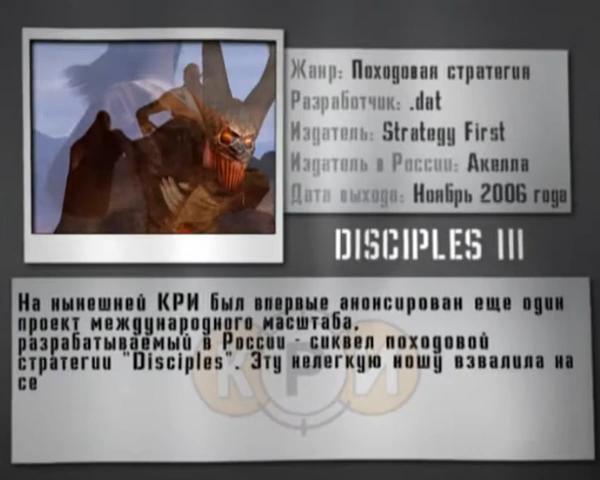 Жанр: Походовая стратегия
Разработчик: .dat
Издатель: Strategy First
Издатель в России: Акелла
Дата выхода: Ноябрь 2006 года
DISCIPLES III
На нынешней КРИ был впервые анонсирован еще один
проект международного масштаба,
разрабатываемый в России - сиквел походовой
стратегии "Disciples". Эту нелегкую ношу взвалила на
се
КРИ